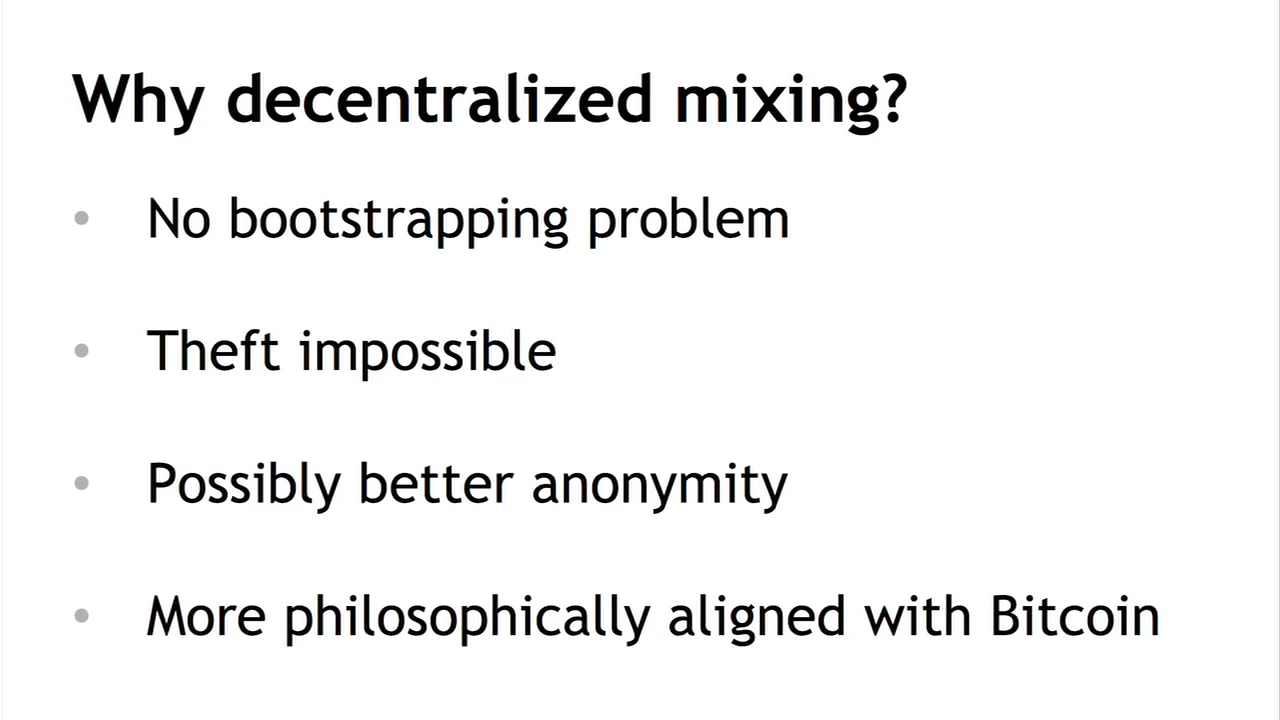 Why decentralized mixing?
• No bootstrapping problem
• Theft impossible
• Possibly better anonymity
• More philosophically aligned with Bitcoin